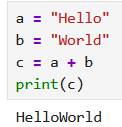 a = "Hello"
b = "World"
c = a + b
print(c)
HelloWorld